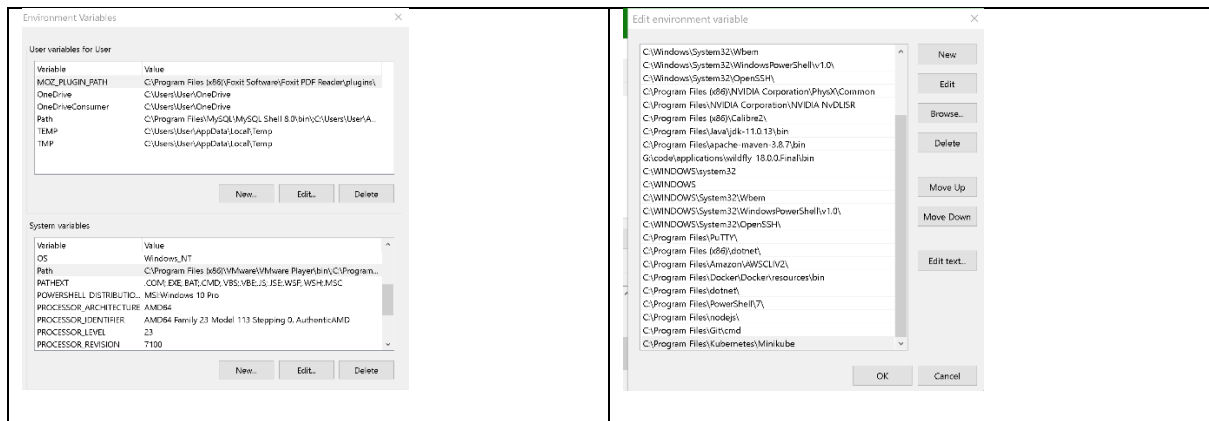 Environment Variables
User variables for User
Variable Value
MOZ_PLUGIN_PATH C:\Program Files (x86)\Foxit Software\Foxit PDF Reader\plugins\
OneDrive C:\Users\User\OneDrive
OneDriveConsumer C:\Users\User\OneDrive
Path C:\Program Files\MySQL\MySQL Shell 8.0\bin\;C:\Users\User\A...
TEMP C:\Users\User\AppData\Local\Temp
TMP C:\Users\User\AppData\Local\Temp
New... Edit... Delete
System variables
Variable Value
OS Windows_NT
Path C:\Program Files (x86)\VMware\VMware Player\bin\;C:\Program...
PATHEXT .COM;.EXE;.BAT;.CMD;.VBS;.VBE;.JS;.JSE;.WSF;.WSH;.MSC
POWERSHELL_DISTRIBUTIO... MSI:Windows 10 Pro
PROCESSOR_ARCHITECTURE AMD64
PROCESSOR_IDENTIFIER AMD64 Family 23 Model 113 Stepping 0, AuthenticAMD
PROCESSOR_LEVEL 23
PROCESSOR_REVISION 7100
New... Edit... Delete
Edit environment variable
C:\Windows\System32\Wbem
C:\Windows\System32\WindowsPowerShell\v1.0\
C:\Windows\System32\OpenSSH\
C:\Program Files (x86)\NVIDIA Corporation\PhysX\Common
C:\Program Files\NVIDIA Corporation\NVIDIA NvDLISR
C:\Program Files (x86)\Calibre2\
C:\Program Files\Java\jdk-11.0.13\bin
C:\Program Files\apache-maven-3.8.7\bin
G:\code\applications\wildfly-18.0.0.Final\bin
C:\WINDOWS\system32
C:\WINDOWS
C:\WINDOWS\System32\Wbem
C:\WINDOWS\System32\WindowsPowerShell\v1.0\
C:\WINDOWS\System32\OpenSSH\
C:\Program Files\PuTTY\
C:\Program Files (x86)\dotnet\
C:\Program Files\Amazon\AWSCLIV2\
C:\Program Files\Docker\Docker\resources\bin
C:\Program Files\dotnet\
C:\Program Files\PowerShell\7\
C:\Program Files\nodejs\
C:\Program Files\Git\cmd
C:\Program Files\Kubernetes\Minikube
New
Edit
Browse...
Delete
Move Up
Move Down
Edit text...
OK Cancel